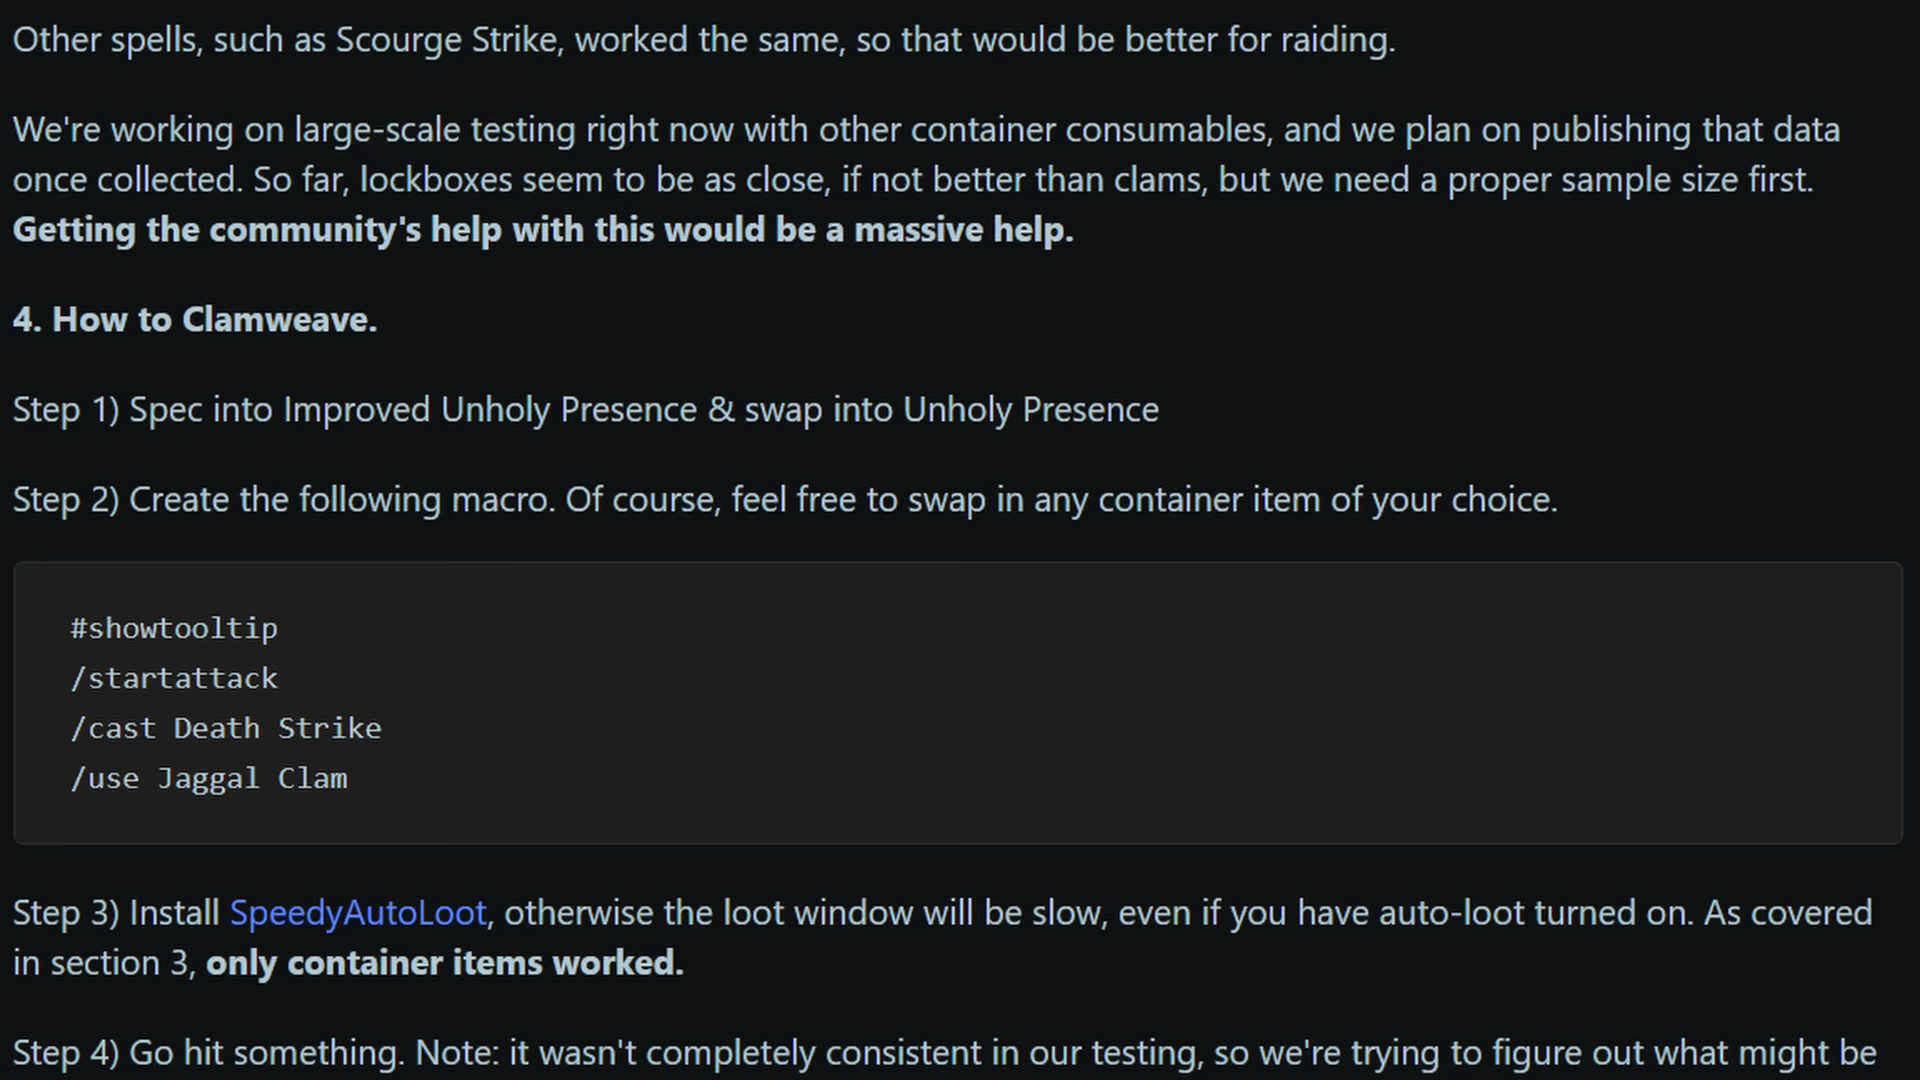 Other spells, such as Scourge Strike, worked the same, so that would be better for raiding.
We're working on large-scale testing right now with other container consumables, and we plan on publishing that data
once collected. So far, lockboxes seem to be as close, if not better than clams, but we need a proper sample size first.
Getting the community's help with this would be a massive help.
4. How to Clamweave.
Step 1) Spec into Improved Unholy Presence & swap into Unholy Presence
Step 2) Create the following macro. Of course, feel free to swap in any container item of your choice.
#showtooltip
/startattack
/cast Death Strike
/use Jaggal Clam
Step 3) Install SpeedyAutoLoot, otherwise the loot window will be slow, even if you have auto-loot turned on. As covered
in section 3, only container items worked.
Step 4) Go hit something. Note: it wasn't completely consistent in our testing, so we're trying to figure out what might be